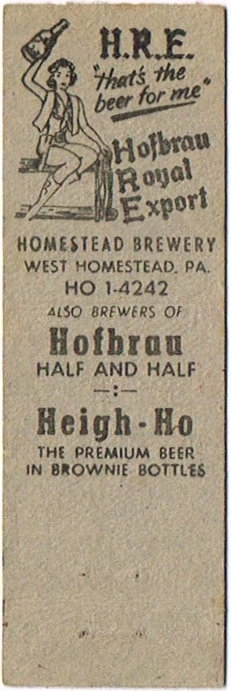 H.R.E.
"that's the
beer for me"
Hofbrau
Royal
Export
HOMESTEAD BREWERY
WEST HOMESTEAD, PA.
HO 1-4242
ALSO BREWERS OF
Hofbrau
HALF AND HALF
Heigh-Ho
THE PREMIUM BEER
IN BROWNIE BOTTLES